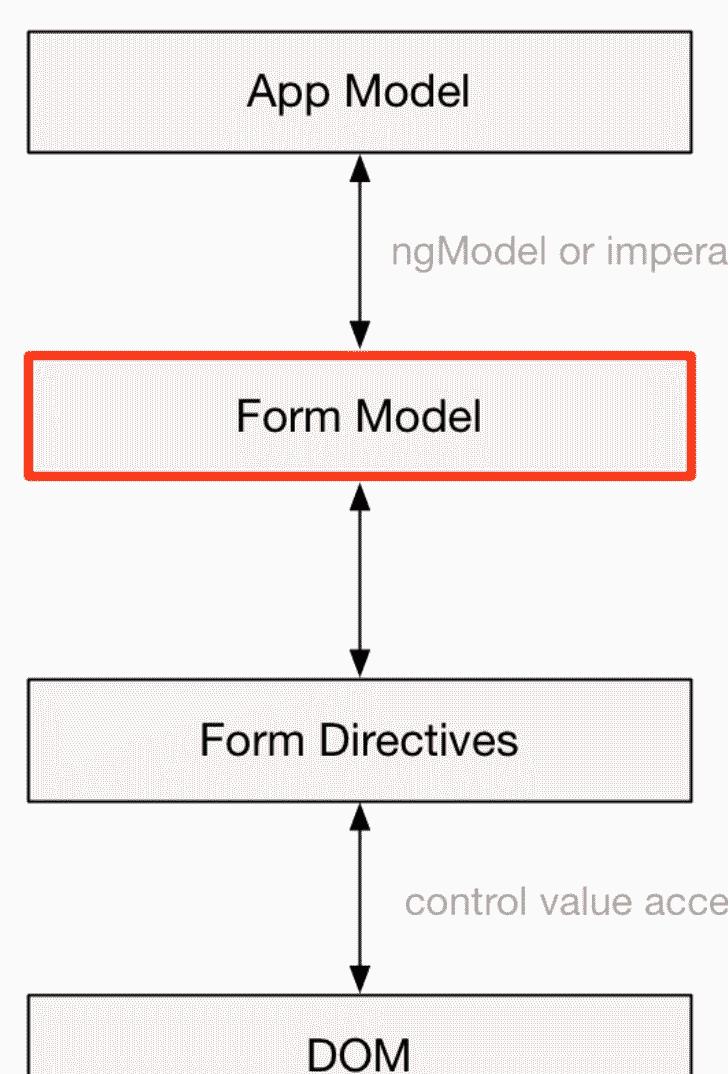 App Model
ngModel or impera
Form Model
Form Directives
control value acce
DOM